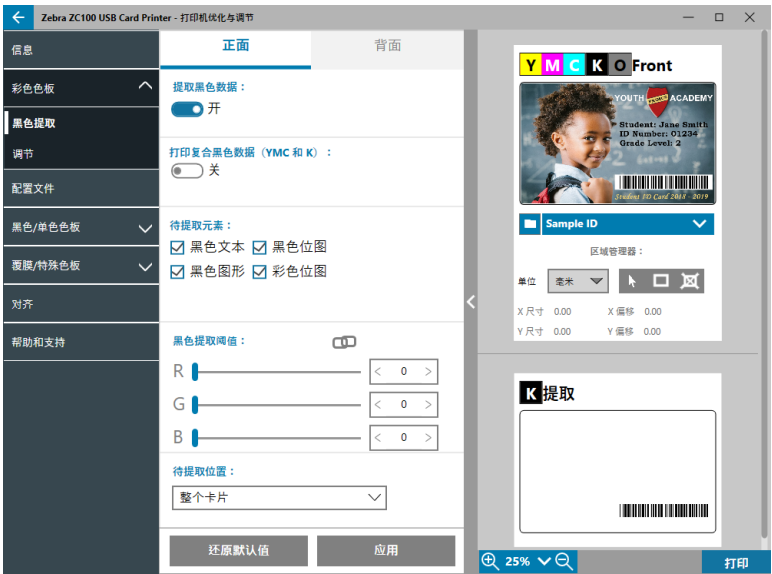 Zebra ZC100 USB Card Printer - 打印机优化与调节
信息
彩色色板
黑色提取
调节
配置文件
黑色/单色色板
覆膜/特殊色板
对齐
帮助和支持
正面
背面
提取黑色数据：
开
打印复合黑色数据（YMC 和 K）：
关
待提取元素：
黑色文本 黑色位图
黑色图形 彩色位图
黑色提取阈值：
R < 0 >
G < 0 >
B < 0 >
待提取位置：
整个卡片
还原默认值
应用
Y M C K O Front
YOUTH ACADEMY
Student: Jane Smith
ID Number: 01234
Grade Level: 2
Student ID Card 2018 - 2019
Sample ID
区域管理器：
单位 毫米
X 尺寸 0.00 X 偏移 0.00
Y 尺寸 0.00 Y 偏移 0.00
K 提取
25%
打印